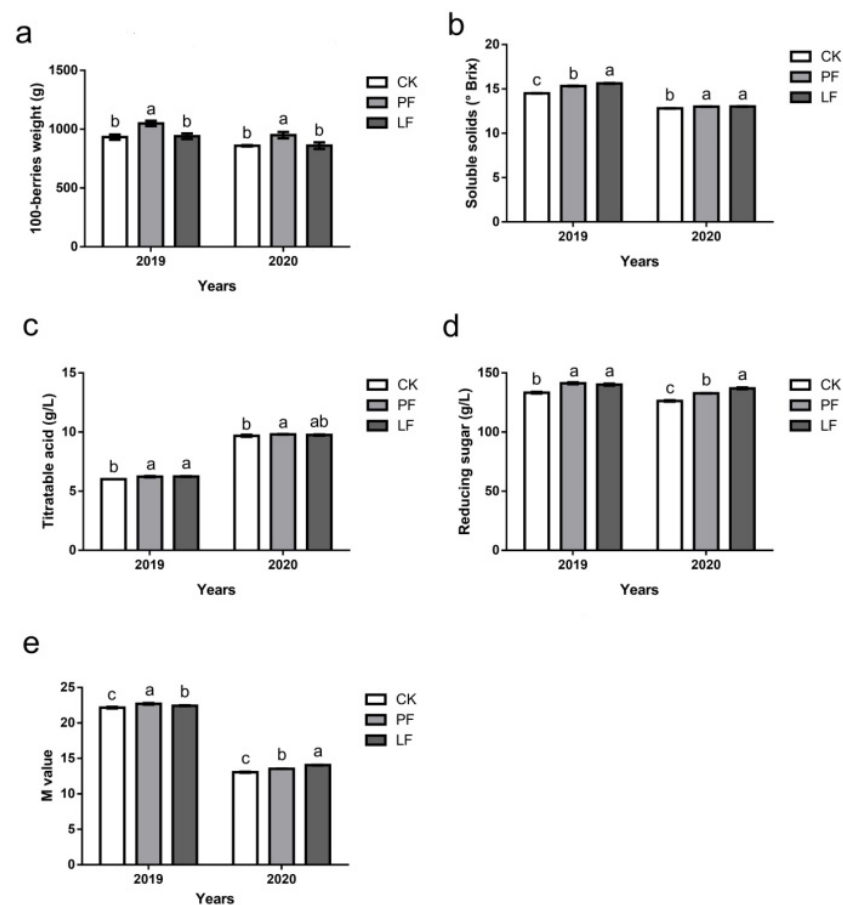 a
100-berries weight (g)
1500
1000
500
0
b a b b a b
2019 2020
Years
CK
PF
LF
b
Soluble solids (° Brix)
20
15
10
5
0
c b a b a a
2019 2020
Years
CK
PF
LF
c
Titratable acid (g/L)
15
10
5
0
b a a b a ab
2019 2020
Years
CK
PF
LF
d
Reducing sugar (g/L)
150
100
50
0
b a a c b a
2019 2020
Years
CK
PF
LF
e
M value
25
20
15
10
5
0
c a b c b a
2019 2020
Years
CK
PF
LF